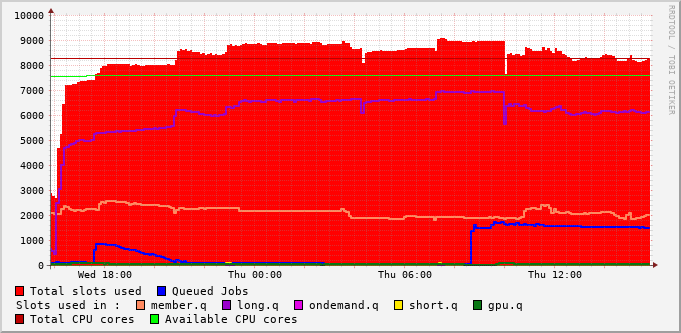 RRDTOOL / TOBI OETIKER
10000
9000
8000
7000
6000
5000
4000
3000
2000
1000
0
Wed 18:00 Thu 00:00 Thu 06:00 Thu 12:00
Total slots used Queued Jobs
Slots used in : member.q long.q ondemand.q short.q gpu.q
Total CPU cores Available CPU cores